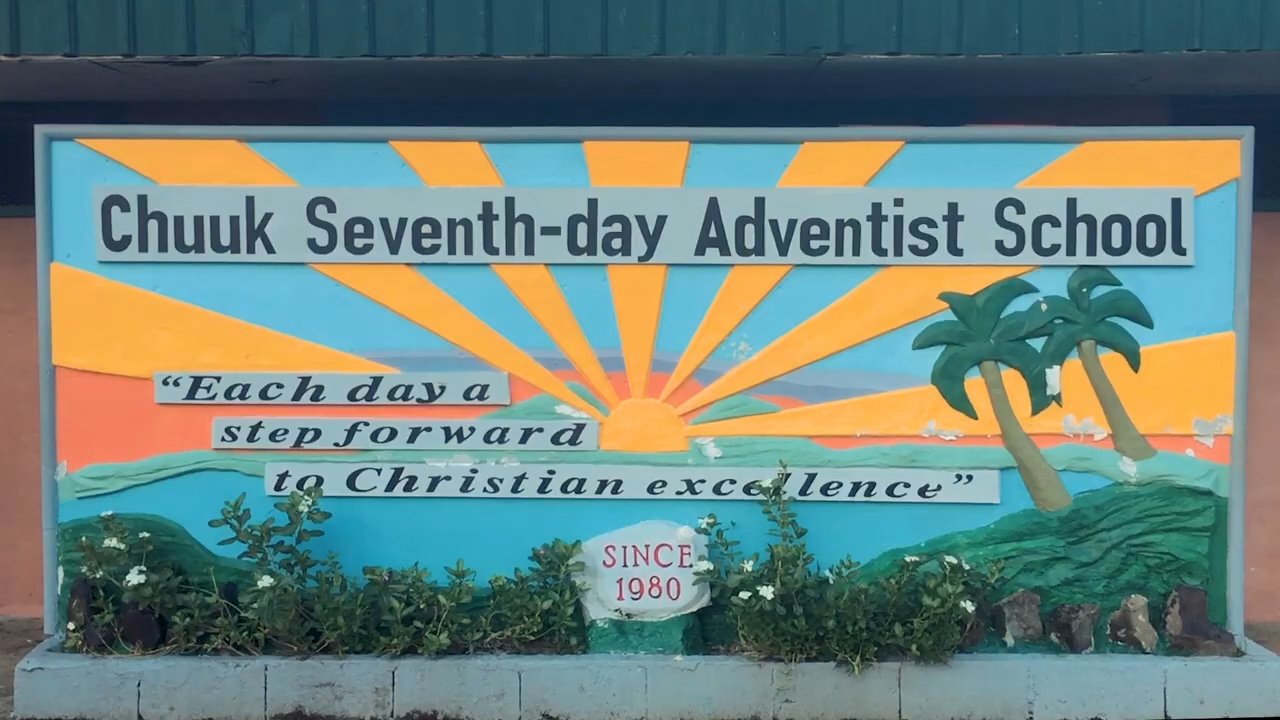 Chuuk Seventh-day Adventist School
“Each day a
step forward
to Christian excellence”
SINCE
1980